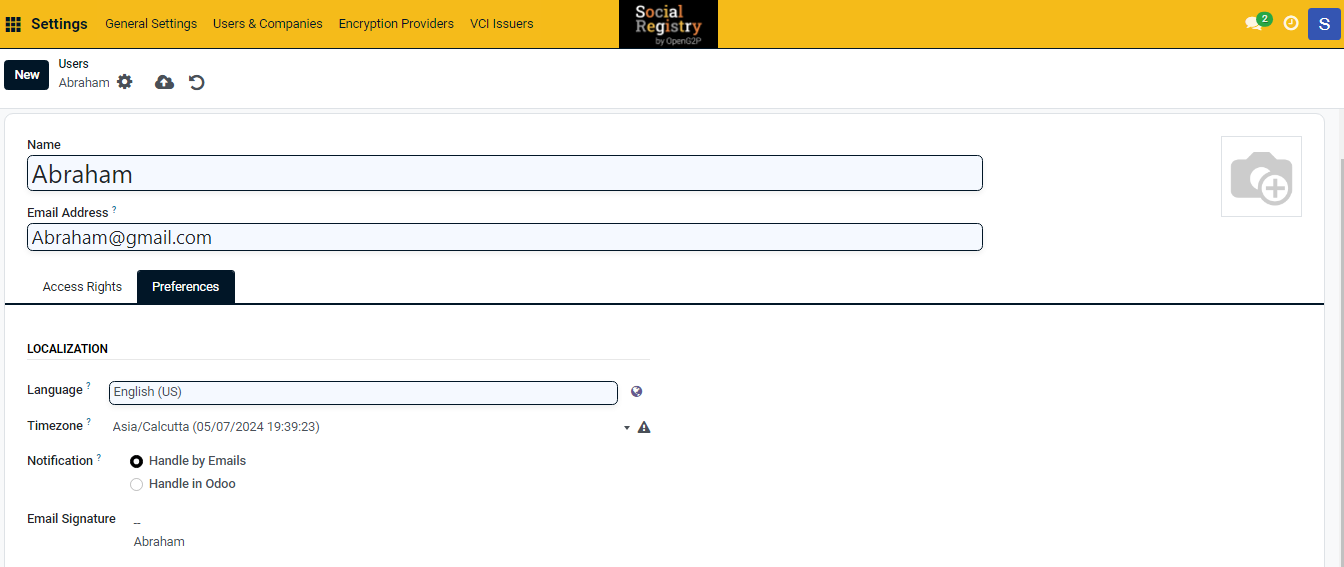 Settings General Settings Users & Companies Encryption Providers VCI Issuers Social Registry by OpenG2P 2 S
New Users
Abraham
Name
Abraham
Email Address ?
Abraham@gmail.com
Access Rights Preferences
LOCALIZATION
Language ? English (US)
Timezone ? Asia/Calcutta (05/07/2024 19:39:23)
Notification ? Handle by Emails
Handle in Odoo
Email Signature --
Abraham